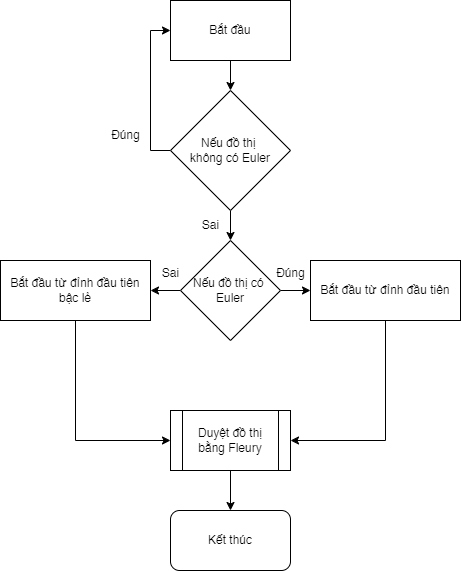 Bắt đầu
Nếu đồ thị
không có Euler
Đúng
Sai
Nếu đồ thị có
Euler
Sai
Đúng
Bắt đầu từ đỉnh đầu tiên
bậc lẻ
Bắt đầu từ đỉnh đầu tiên
Duyệt đồ thị
bằng Fleury
Kết thúc